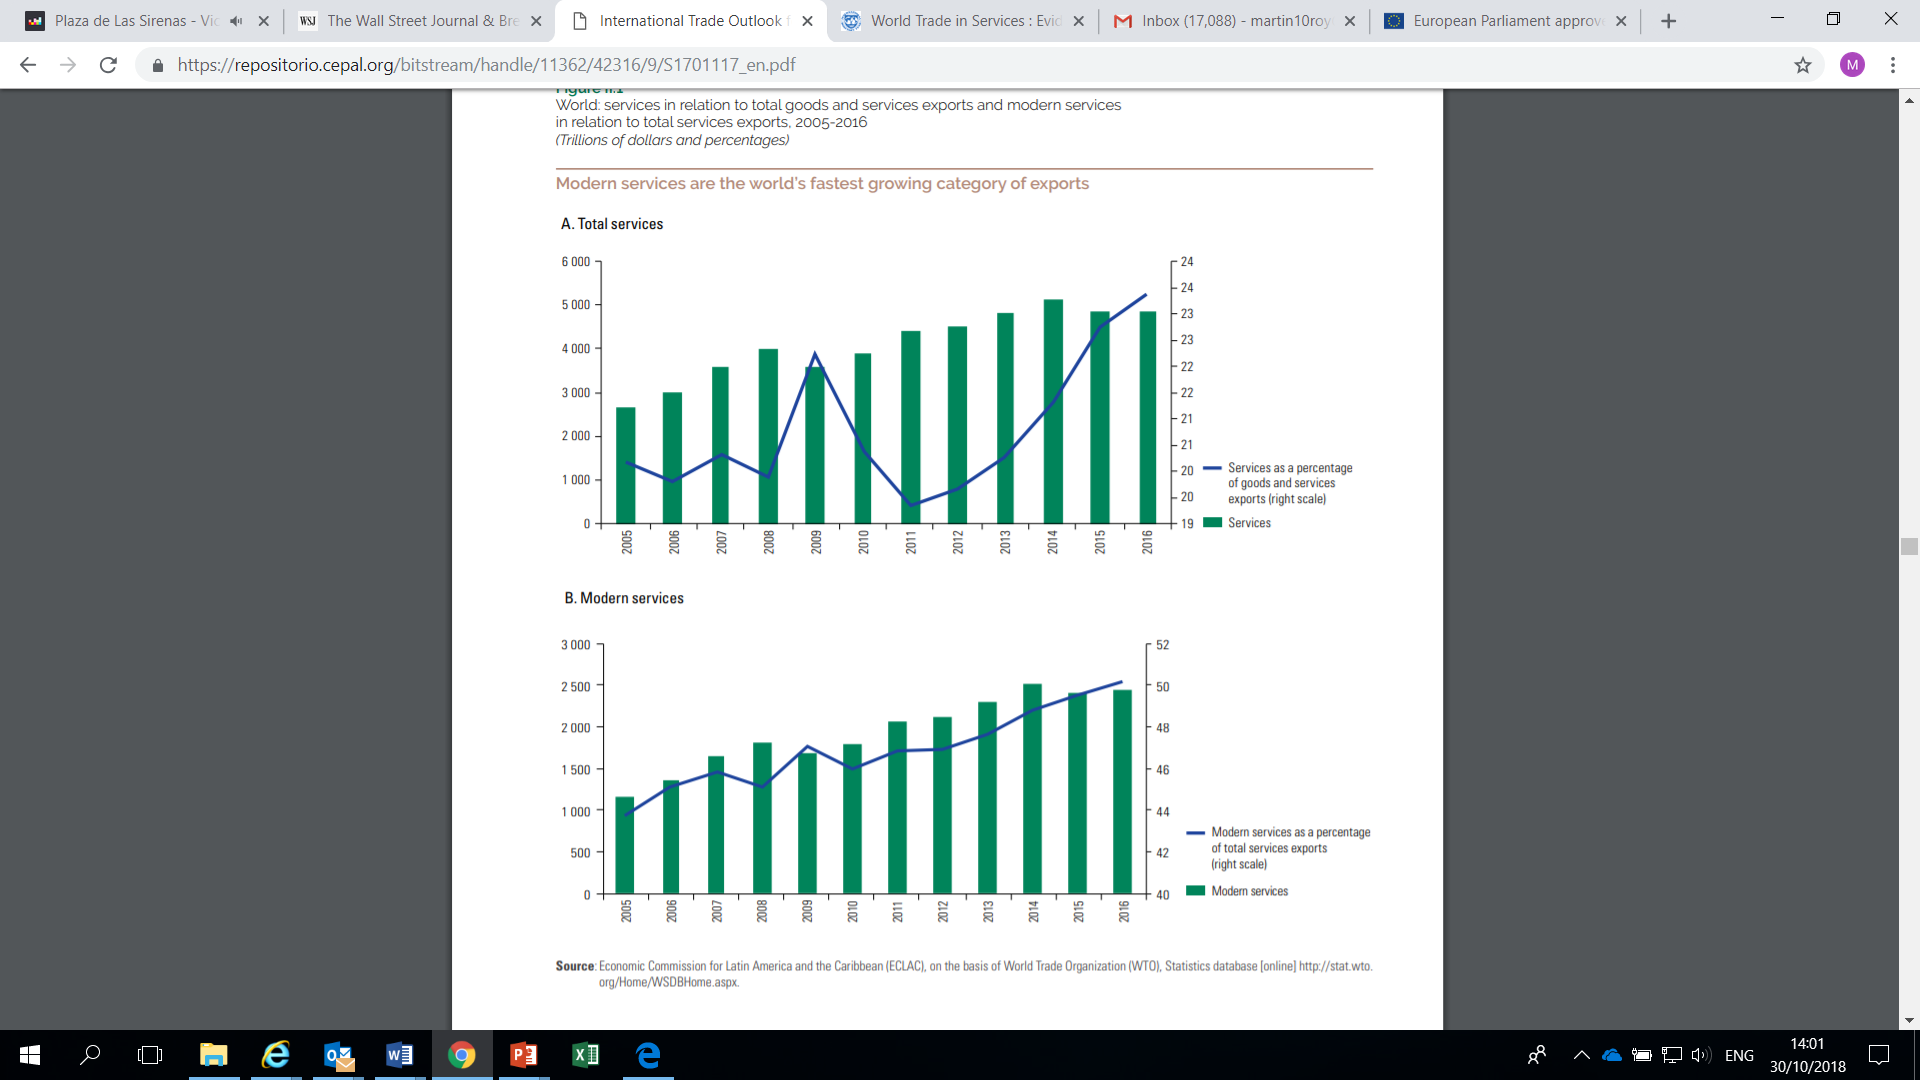 Plaza de Las Sirenas - Vic
WSJ The Wall Street Journal & Bre
International Trade Outlook f
World Trade in Services : Evid
Inbox (17,088) - martin10roy
European Parliament approv
https://repositorio.cepal.org/bitstream/handle/11362/42316/9/S1701117_en.pdf
M
Figure II.1
World: services in relation to total goods and services exports and modern services
in relation to total services exports, 2005-2016
(Trillions of dollars and percentages)
Modern services are the world's fastest growing category of exports
A. Total services
6 000
5 000
4 000
3 000
2 000
1 000
0
24
24
23
23
22
22
21
21
20
20
19
Services as a percentage
of goods and services
exports (right scale)
Services
2005 2006 2007 2008 2009 2010 2011 2012 2013 2014 2015 2016
B. Modern services
3 000
2 500
2 000
1 500
1 000
500
0
52
50
48
46
44
42
40
Modern services as a percentage
of total services exports
(right scale)
Modern services
2005 2006 2007 2008 2009 2010 2011 2012 2013 2014 2015 2016
Source: Economic Commission for Latin America and the Caribbean (ECLAC), on the basis of World Trade Organization (WTO), Statistics database [online] http://stat.wto.
org/Home/WSDBHome.aspx.
ENG
14:01
30/10/2018